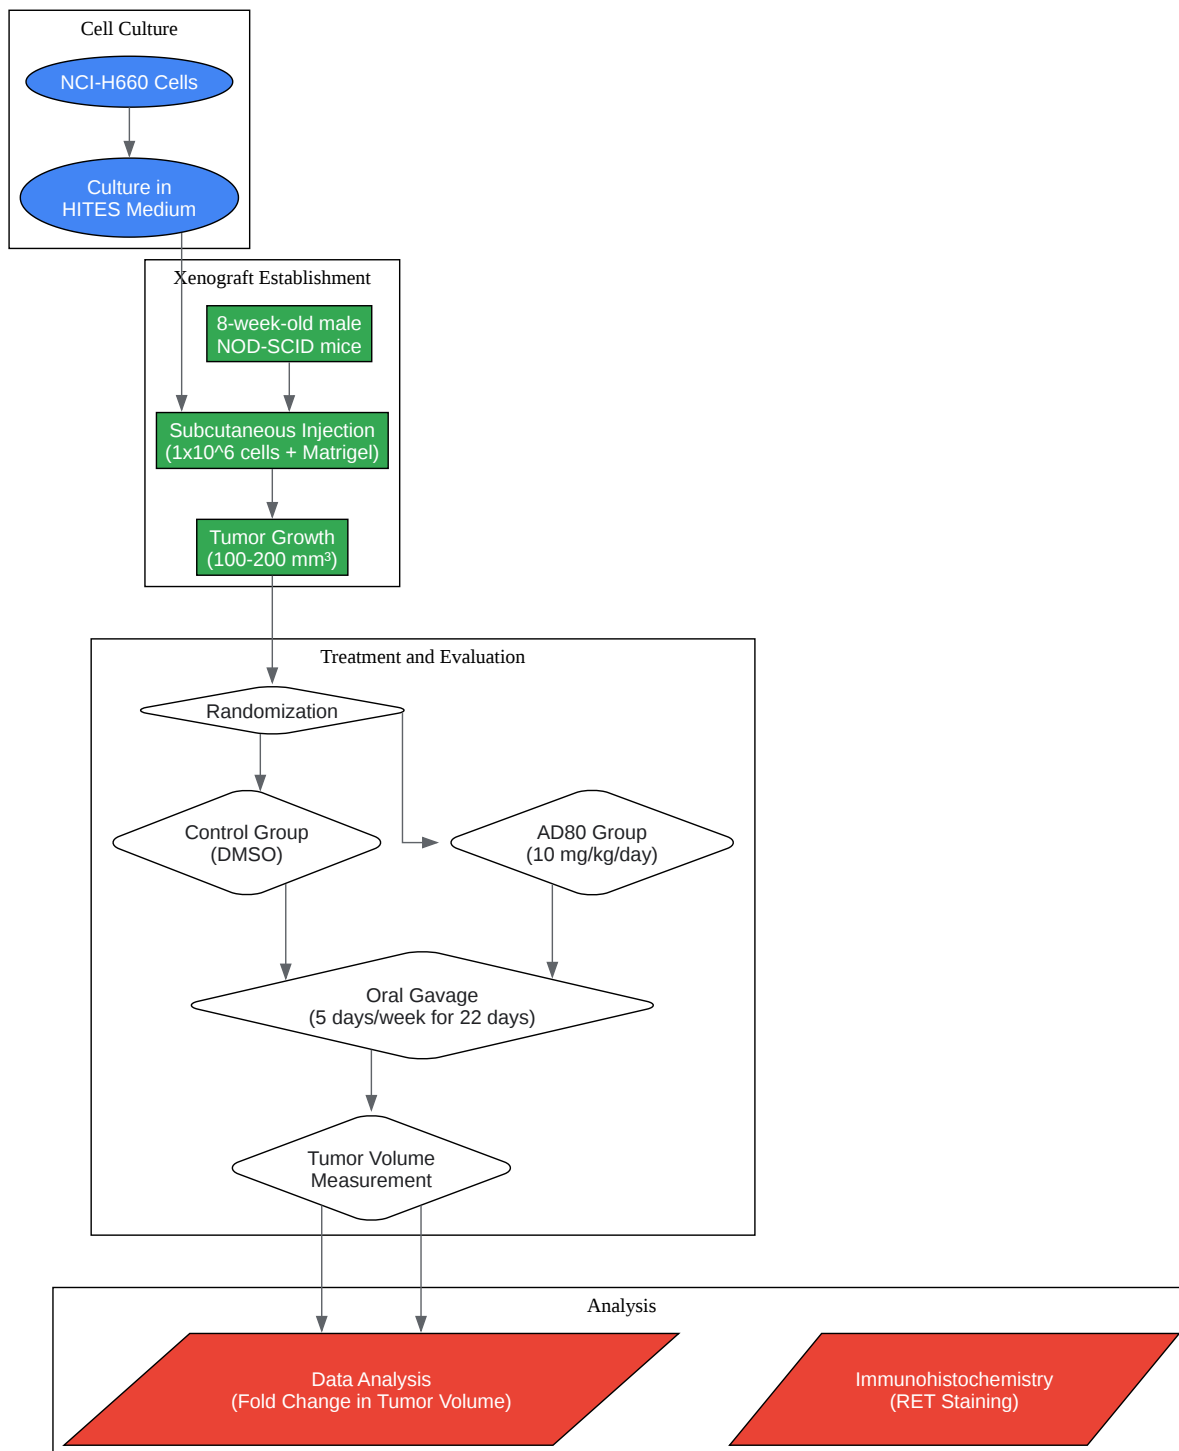 Cell Culture
NCI-H660 Cells
Culture in
HITES Medium
Xenograft Establishment
8-week-old male
NOD-SCID mice
Subcutaneous Injection
(1x10^6 cells + Matrigel)
Tumor Growth
(100-200 mm³)
Treatment and Evaluation
Randomization
Control Group
(DMSO)
AD80 Group
(10 mg/kg/day)
Oral Gavage
(5 days/week for 22 days)
Tumor Volume
Measurement
Analysis
Data Analysis
(Fold Change in Tumor Volume)
Immunohistochemistry
(RET Staining)